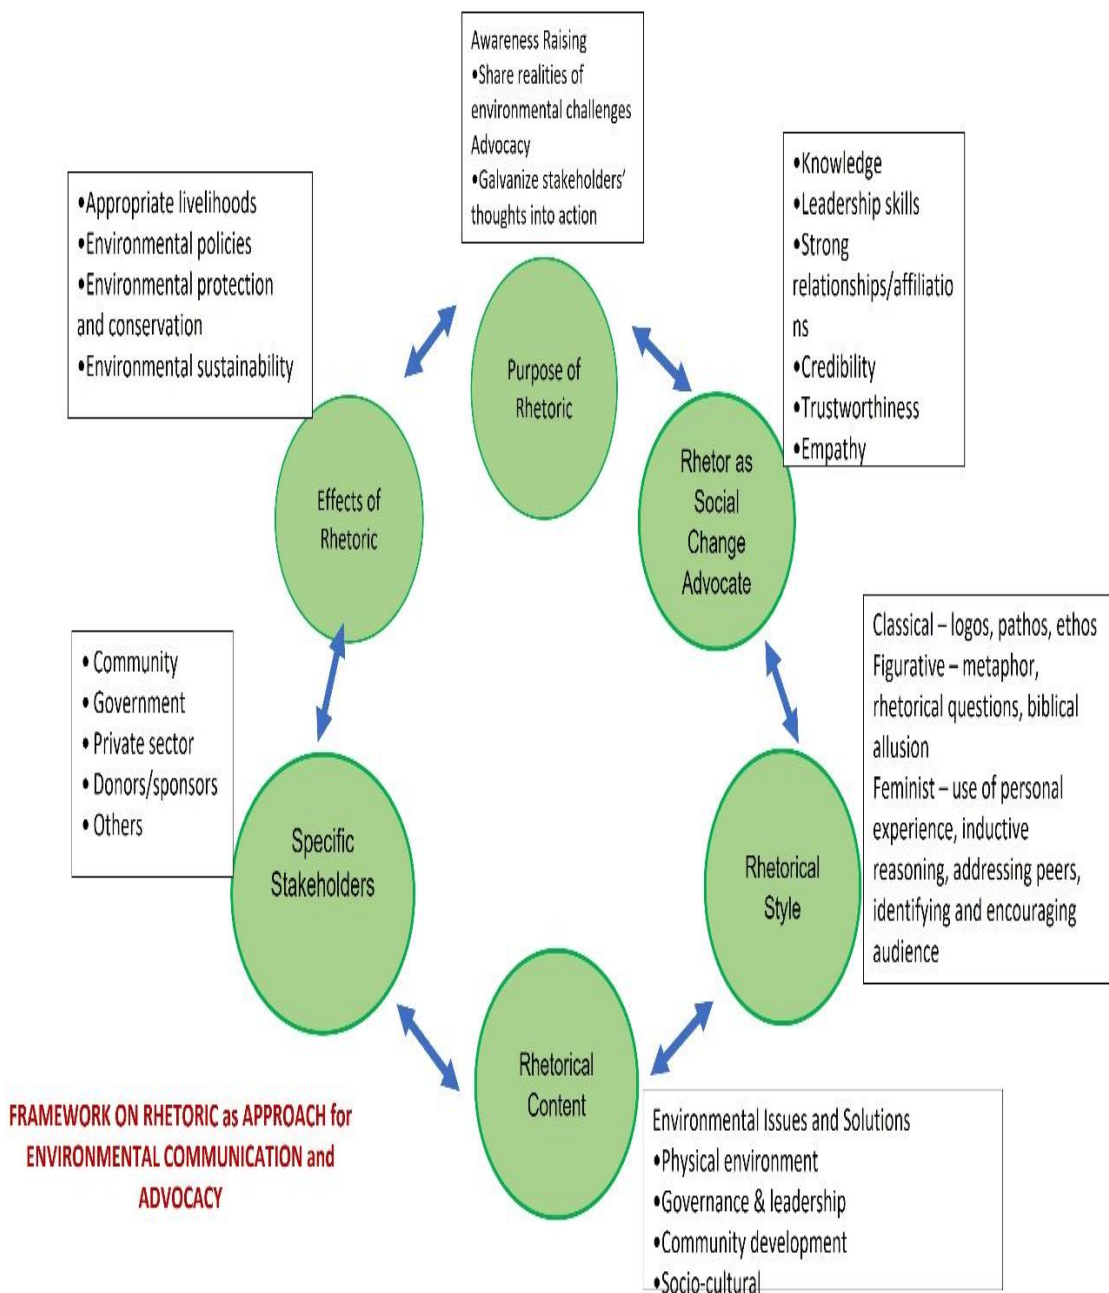 Awareness Raising
•Share realities of
environmental challenges
Advocacy
•Galvanize stakeholders’
thoughts into action
•Knowledge
•Leadership skills
•Strong
relationships/affiliatio
ns
•Credibility
•Trustworthiness
•Empathy
•Appropriate livelihoods
•Environmental policies
•Environmental protection
and conservation
•Environmental sustainability
Purpose of
Rhetoric
Rhetor as
Social
Change
Advocate
Effects of
Rhetoric
Classical – logos, pathos, ethos
Figurative – metaphor,
rhetorical questions, biblical
allusion
Feminist – use of personal
experience, inductive
reasoning, addressing peers,
identifying and encouraging
audience
• Community
• Government
• Private sector
• Donors/sponsors
• Others
Specific
Stakeholders
Rhetorical
Style
Rhetorical
Content
FRAMEWORK ON RHETORIC as APPROACH for
ENVIRONMENTAL COMMUNICATION and
ADVOCACY
Environmental Issues and Solutions
•Physical environment
•Governance & leadership
•Community development
•Socio-cultural